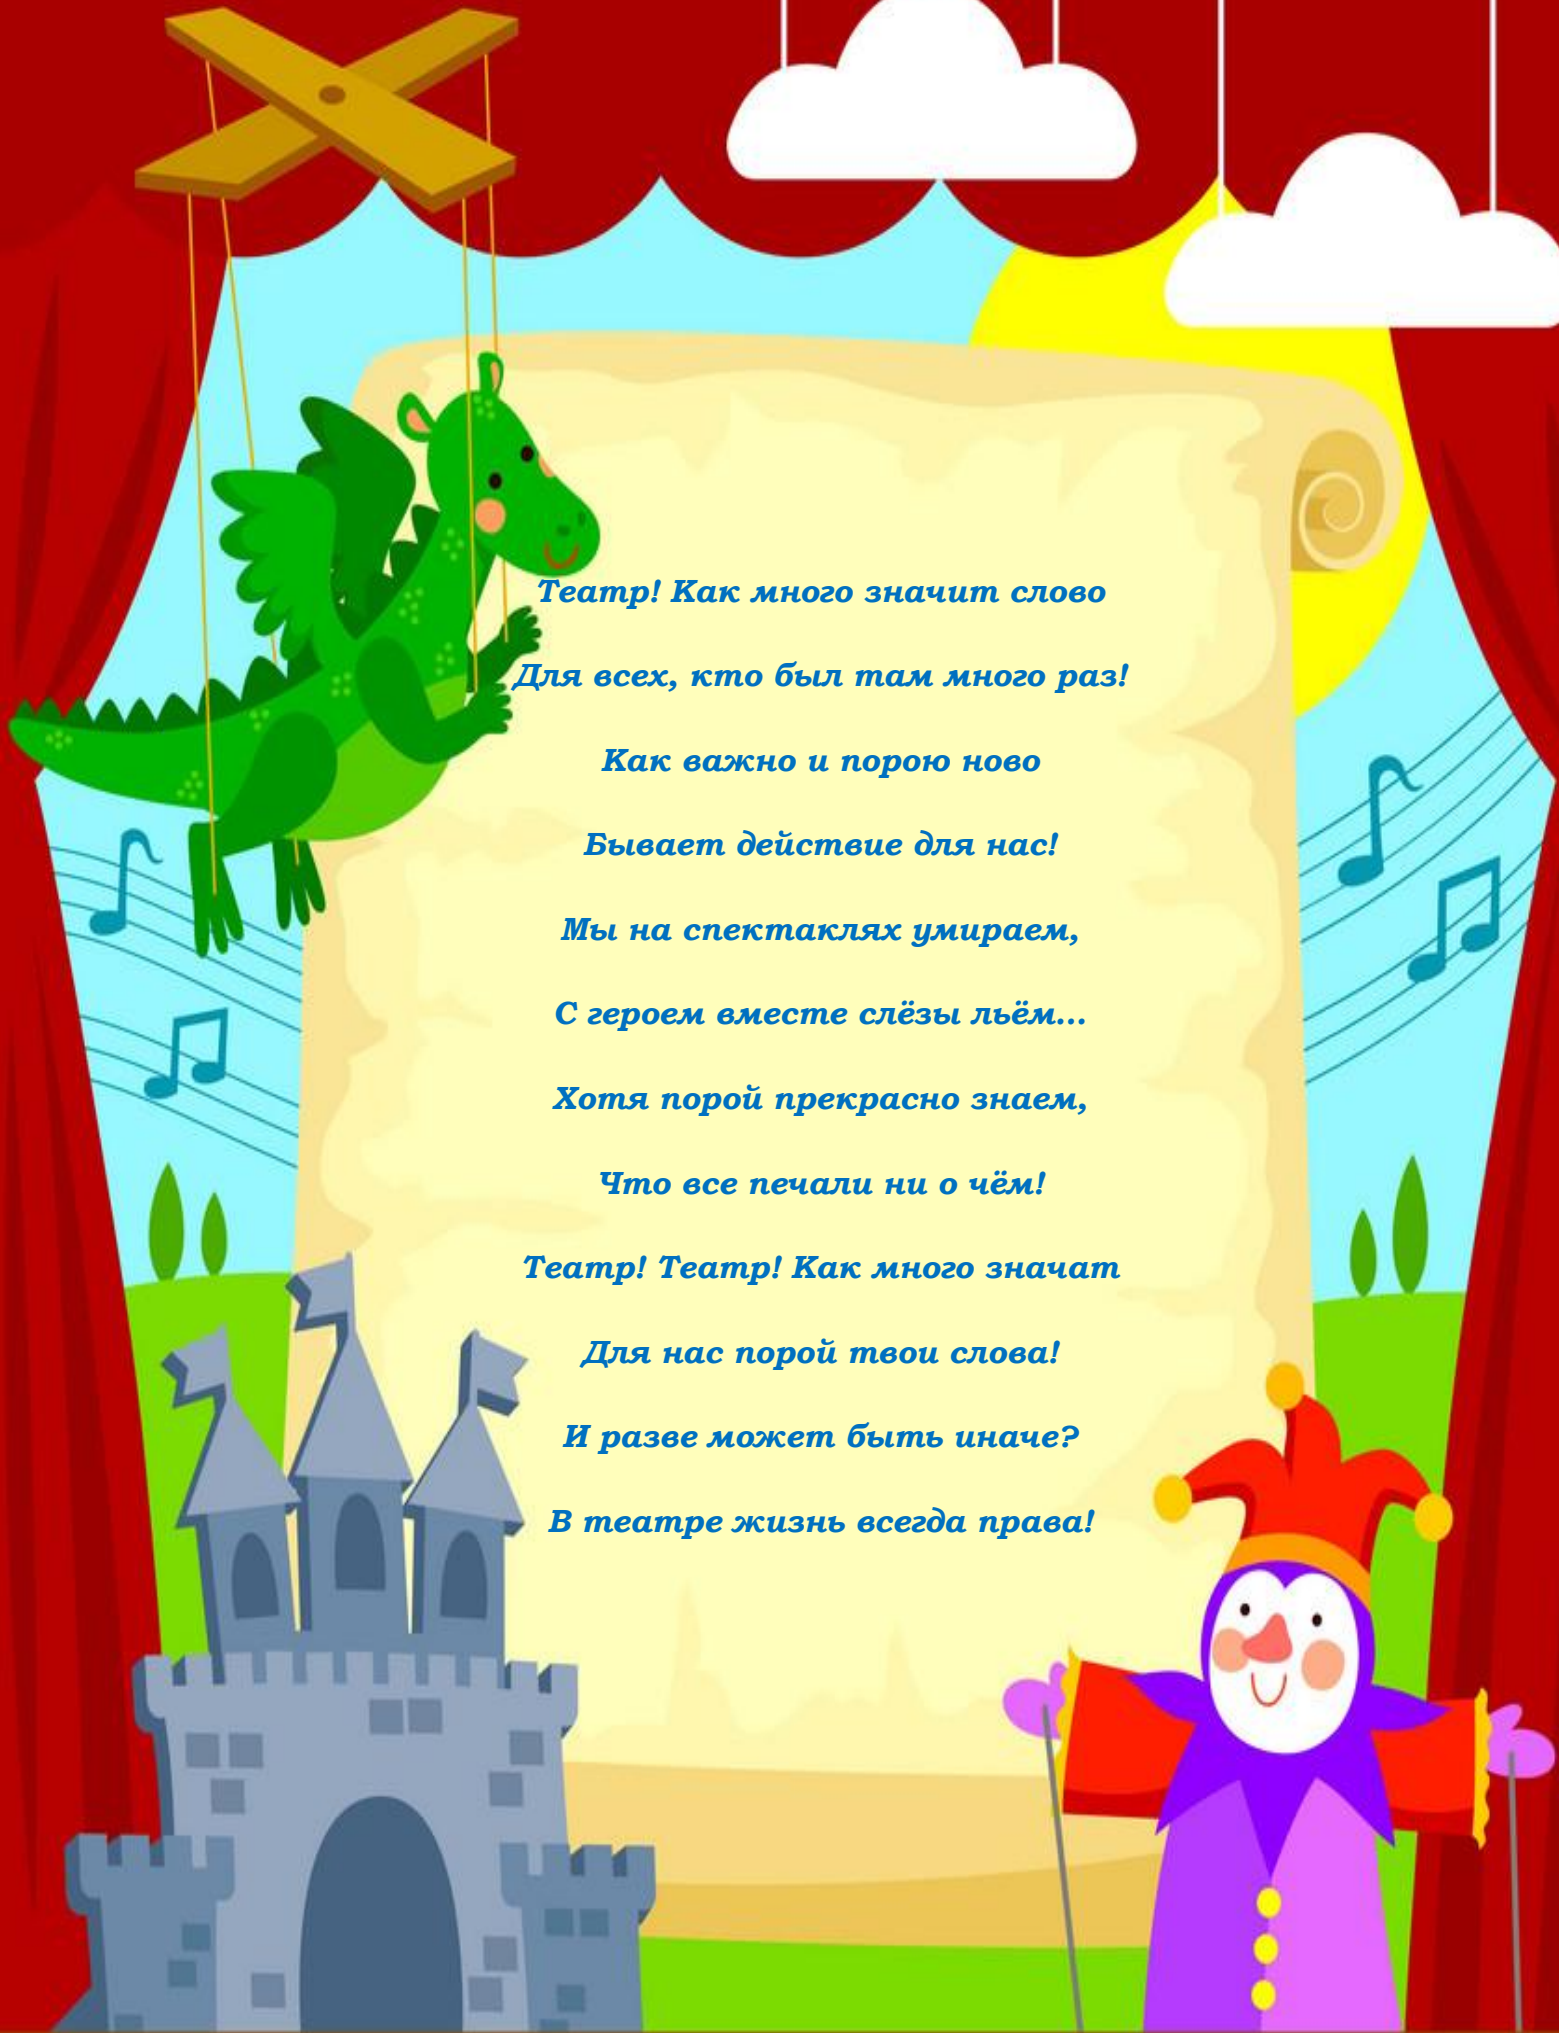 Театр! Как много значит слово
Для всех, кто был там много раз!
Как важно и порою ново
Бывает действие для нас!
Мы на спектаклях умираем,
С героем вместе слёзы льём...
Хотя порой прекрасно знаем,
Что все печали ни о чём!
Театр! Театр! Как много значат
Для нас порой твои слова!
И разве может быть иначе?
В театре жизнь всегда права!